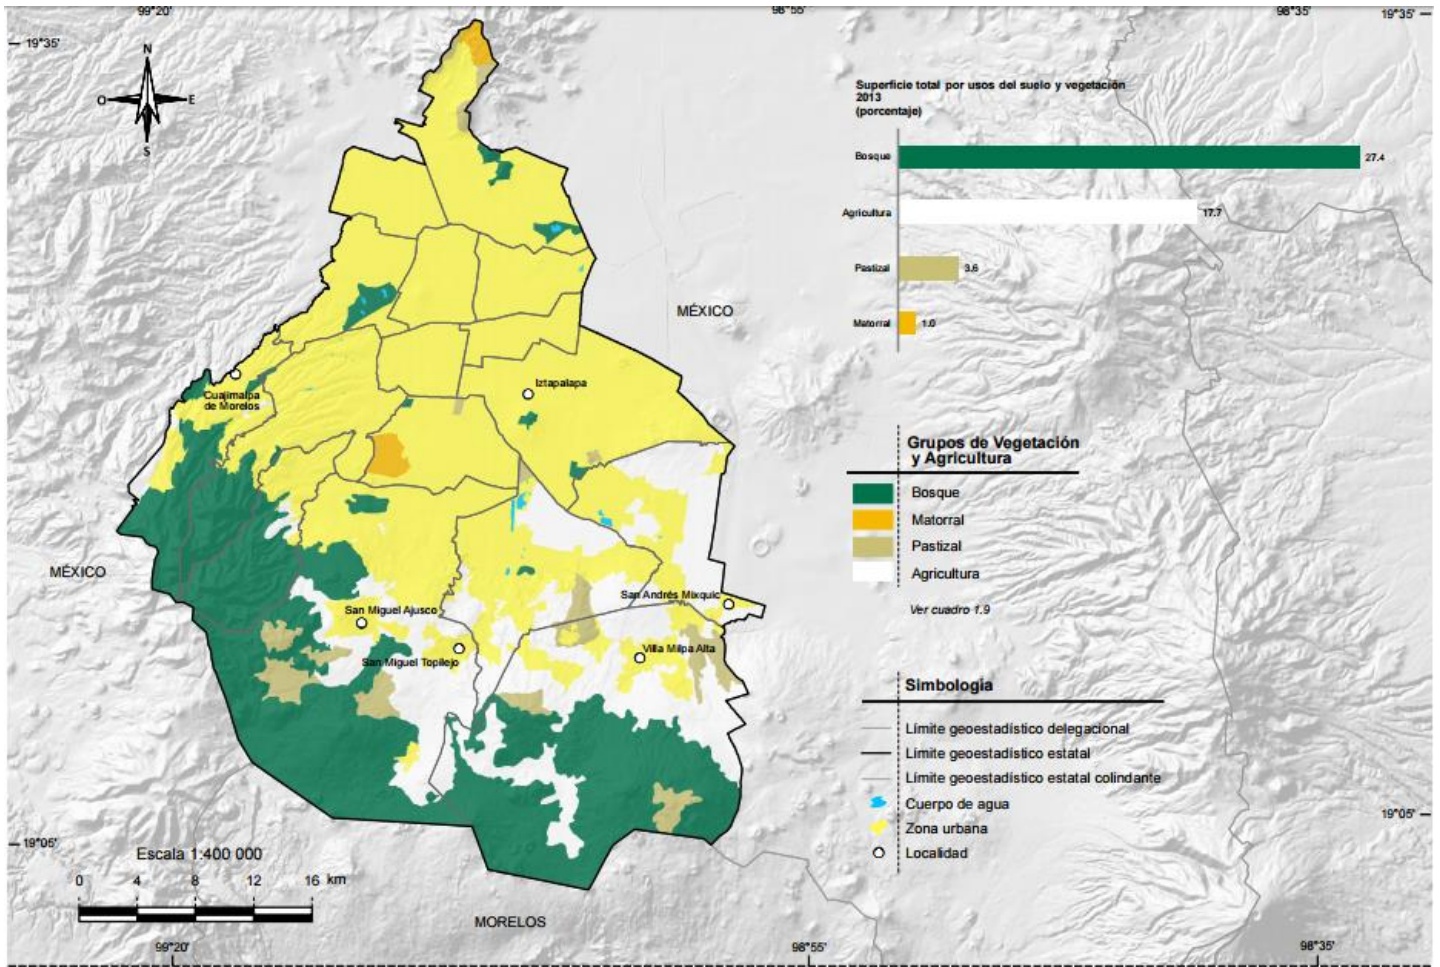 99°20'
98°55'
98°35'
19°35'
19°35'
N
O
E
S
Superficie total por usos del suelo y vegetación
2013
(porcentaje)
Bosque
27.4
Agricultura
17.7
Pastizal
3.6
Matorral
1.0
MÉXICO
Iztapalapa
Cuajimalpa
de Morelos
Grupos de Vegetación
y Agricultura
Bosque
Matorral
Pastizal
Agricultura
Ver cuadro 1.9
MÉXICO
San Andrés Mixquic
San Miguel Ajusco
Villa Milpa Alta
San Miguel Topilejo
Simbología
Límite geoestadístico delegacional
Límite geoestadístico estatal
Límite geoestadístico estatal colindante
Cuerpo de agua
Zona urbana
Localidad
19°05'
19°05'
Escala 1:400 000
0 4 8 12 16 km
MORELOS
99°20'
98°55'
98°35'